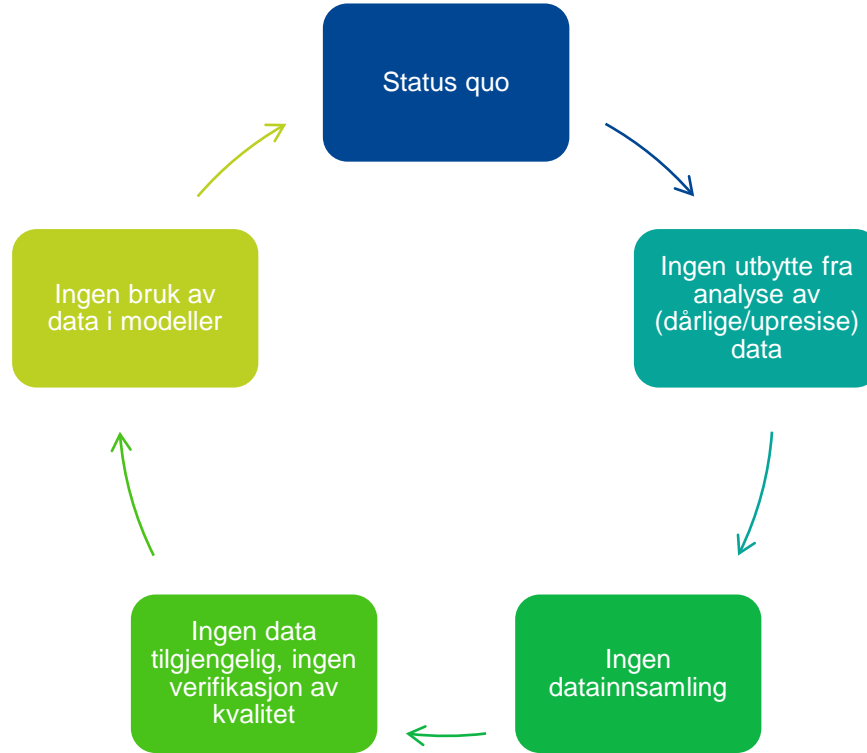 Status quo
Ingen utbytte fra
analyse av
(dårlige/upresise)
data
Ingen
datainnsamling
Ingen data
tilgjengelig, ingen
verifikasjon av
kvalitet
Ingen bruk av
data i modeller